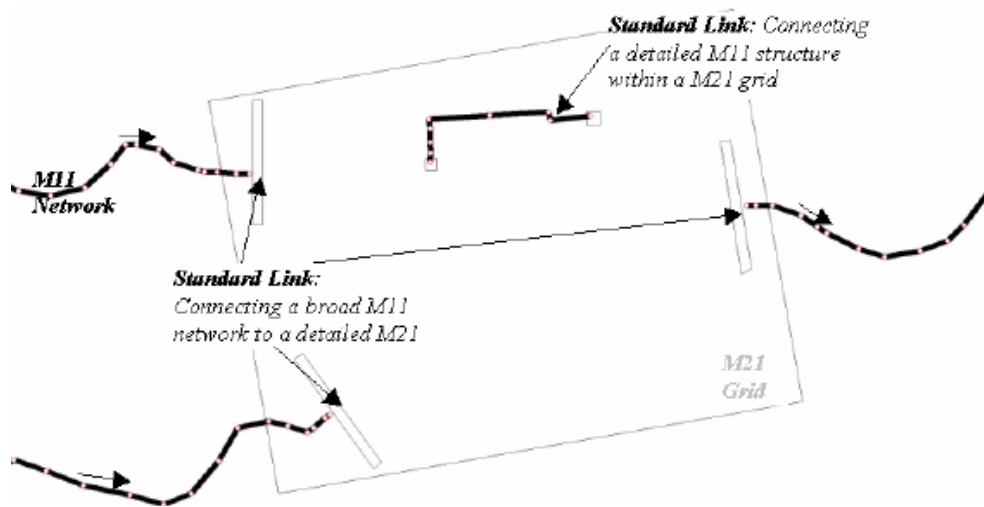 Standard Link: Connecting
a detailed M11 structure
within a M21 grid
M11
Network
Standard Link:
Connecting a broad M11
network to a detailed M21
M21
Grid